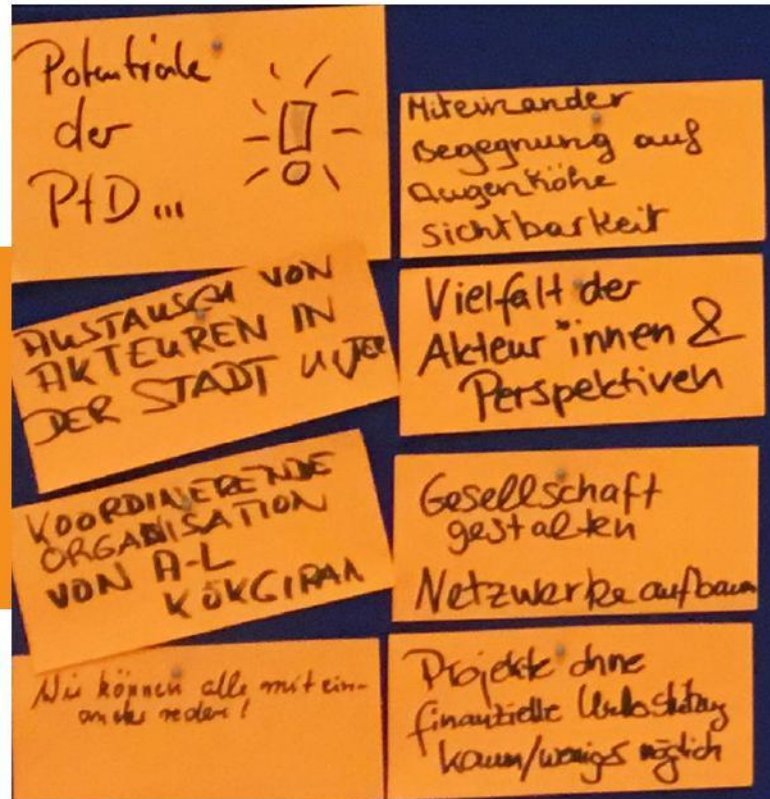 Potentiale
der
PfD...
Miteinander
Begegnung auf
Augenhöhe
Sichtbarkeit
AUSTAUSCH VON
AKTEUREN IN
DER STADT
Vielfalt der
Akteur*innen &
Perspektiven
KOORDINIERENDE
ORGANISATION
VON A-L
Gesellschaft
gestalten
Netzwerke aufbauen
Wir können alle mitein-
ander reden!
Projekte ohne
finanzielle Unterstützung
kaum/weniger möglich